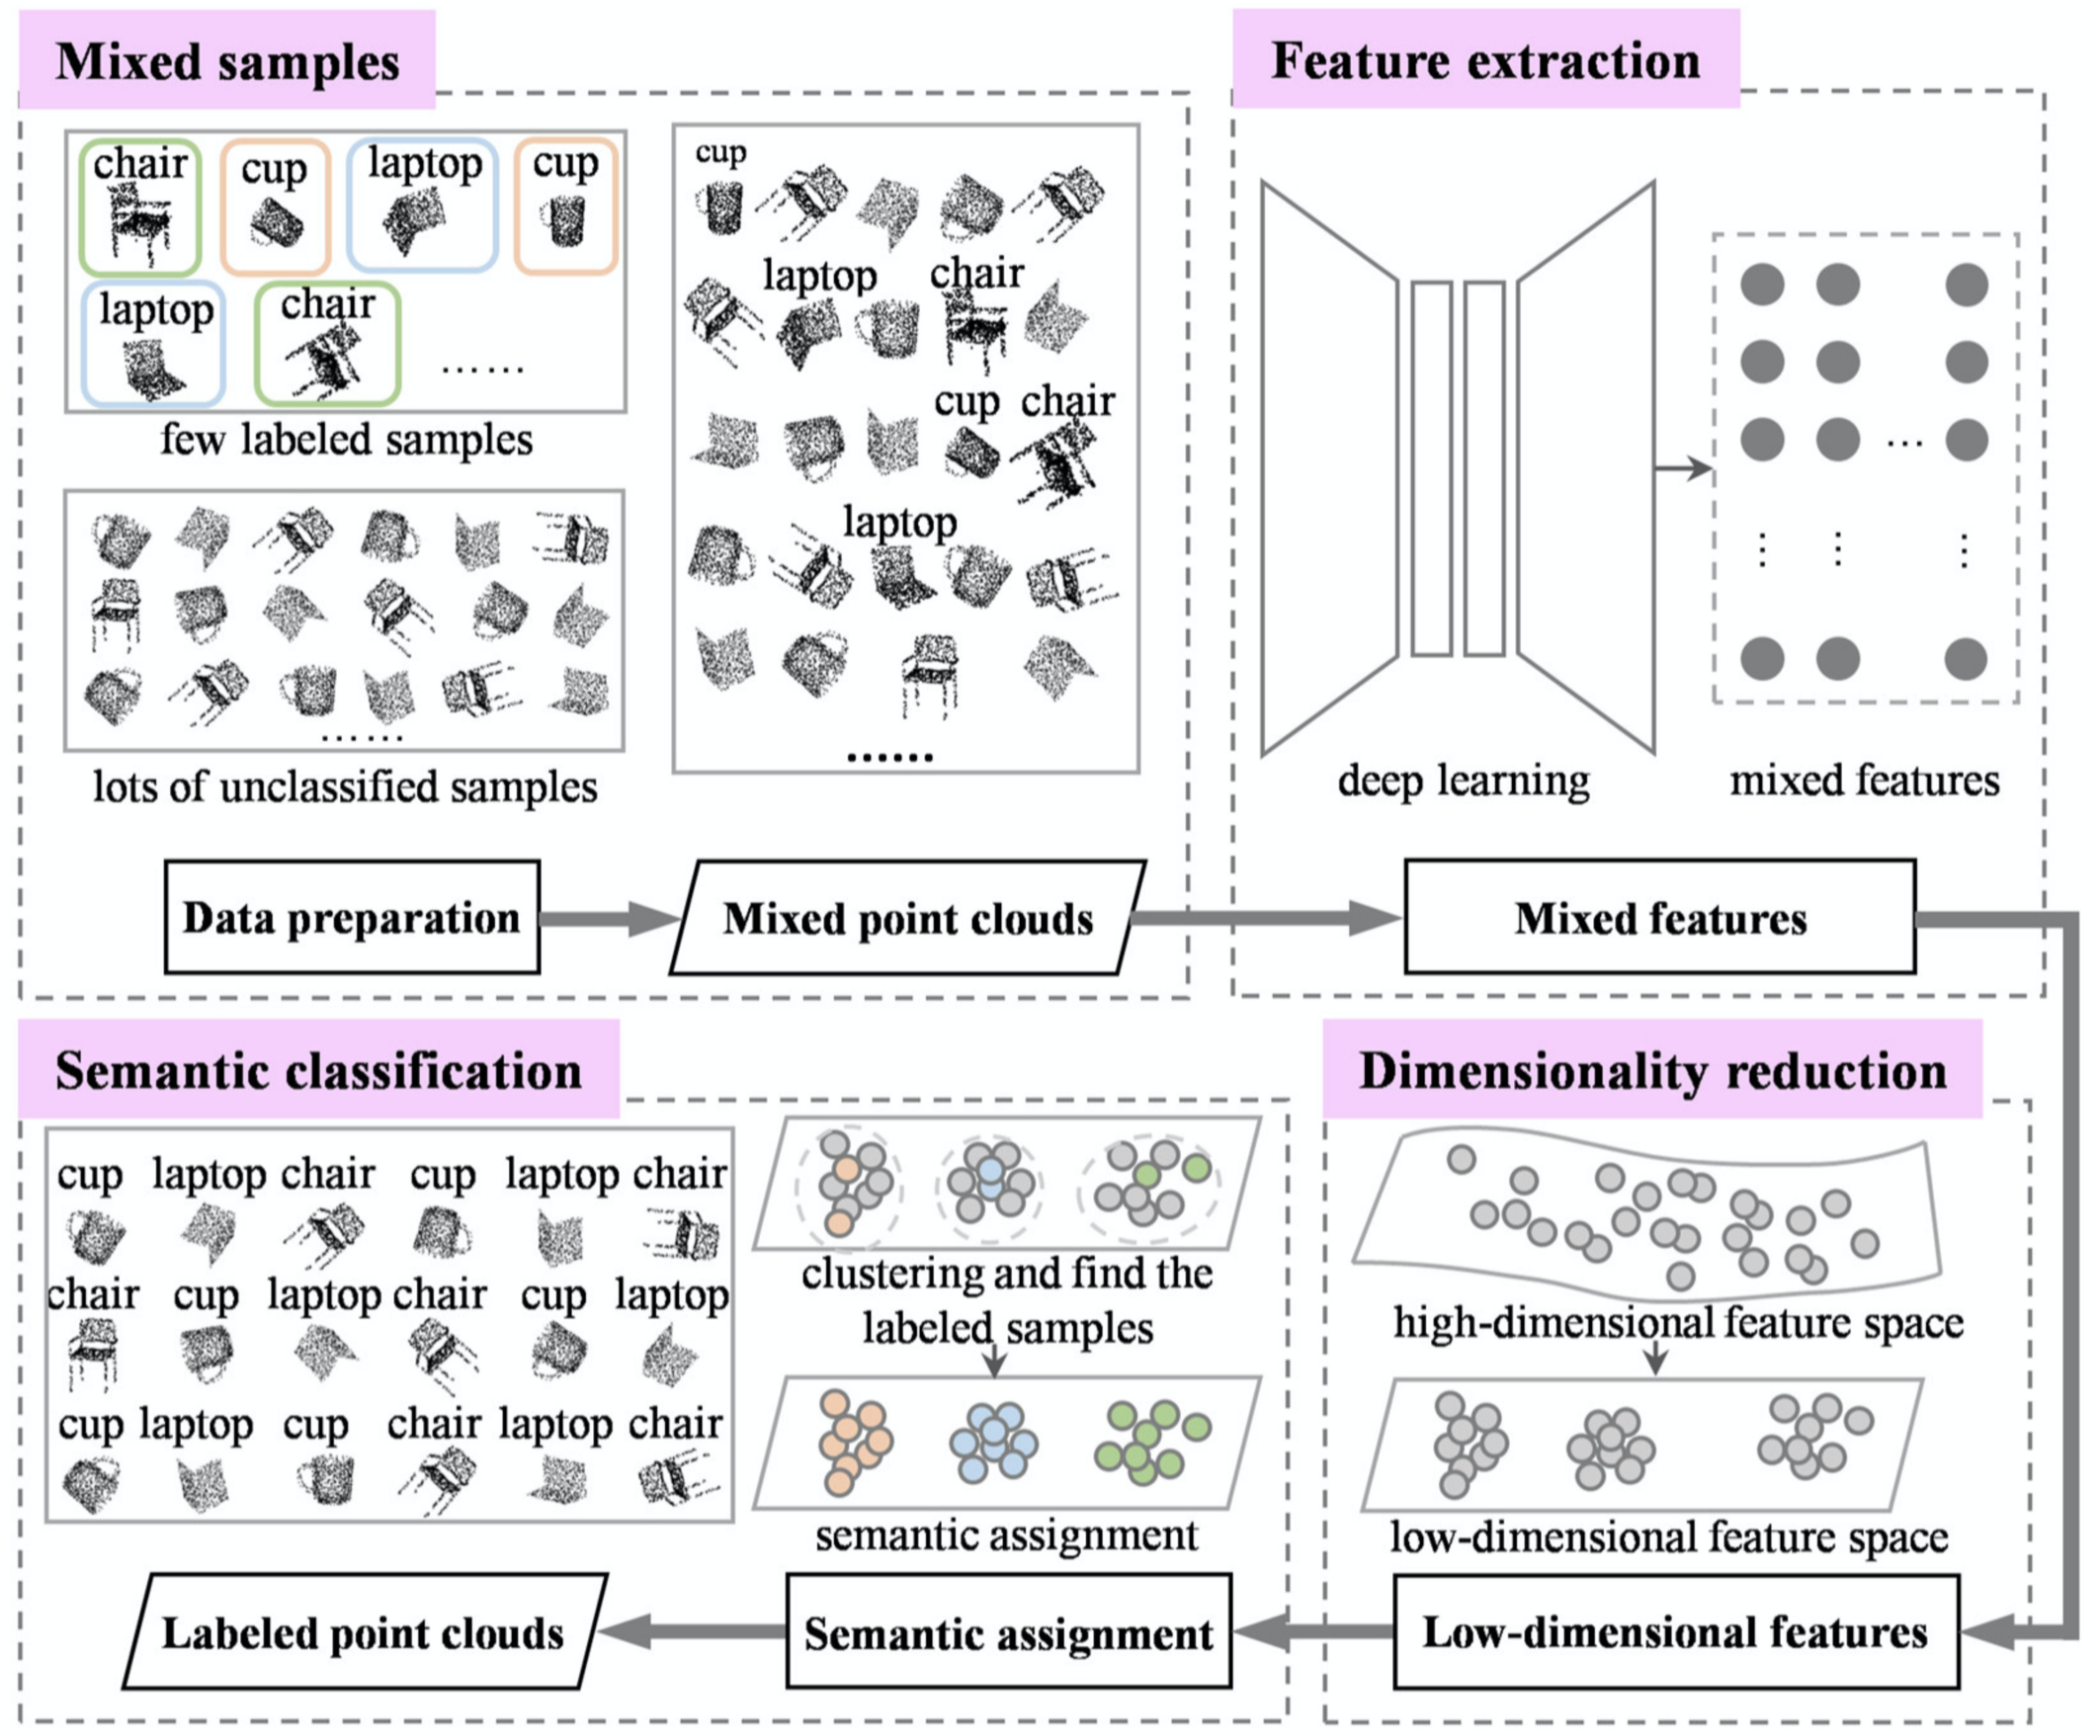 Mixed samples
chair cup laptop cup
laptop chair
......
few labeled samples
lots of unclassified samples
......
cup
laptop chair
cup chair
laptop
......
Data preparation
Mixed point clouds
Feature extraction
...
deep learning
mixed features
Mixed features
Semantic classification
cup laptop chair cup laptop chair
chair cup laptop chair cup laptop
cup laptop cup chair laptop chair
clustering and find the
labeled samples
semantic assignment
Labeled point clouds
Semantic assignment
Dimensionality reduction
high-dimensional feature space
low-dimensional feature space
Low-dimensional features